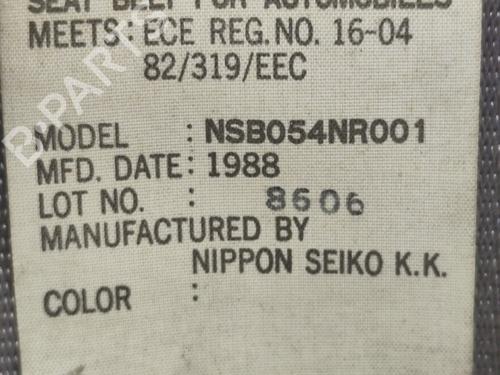 SEAT BELT FOR AUTOMOBILES
MEETS: ECE REG. NO. 16-04
82/319/EEC
MODEL : NSB054NR001
MFD. DATE: 1988
LOT NO. : 8606
MANUFACTURED BY
NIPPON SEIKO K.K.
COLOR :
B-PARTS